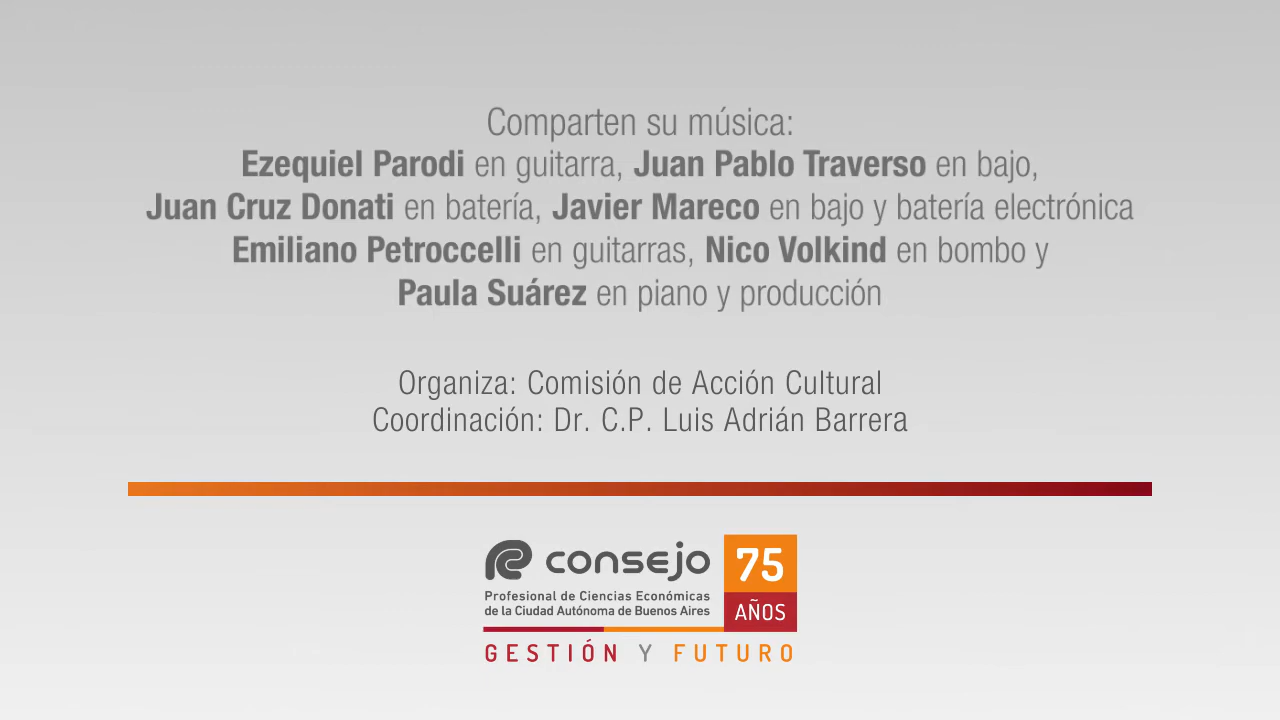 Comparten su música:
Ezequiel Parodi en guitarra, Juan Pablo Traverso en bajo,
Juan Cruz Donati en batería, Javier Mareco en bajo y batería electrónica
Emiliano Petroccelli en guitarras, Nico Volkind en bombo y
Paula Suárez en piano y producción
Organiza: Comisión de Acción Cultural
Coordinación: Dr. C.P. Luis Adrián Barrera
consejo
Profesional de Ciencias Económicas
de la Ciudad Autónoma de Buenos Aires
75
AÑOS
GESTIÓN Y FUTURO